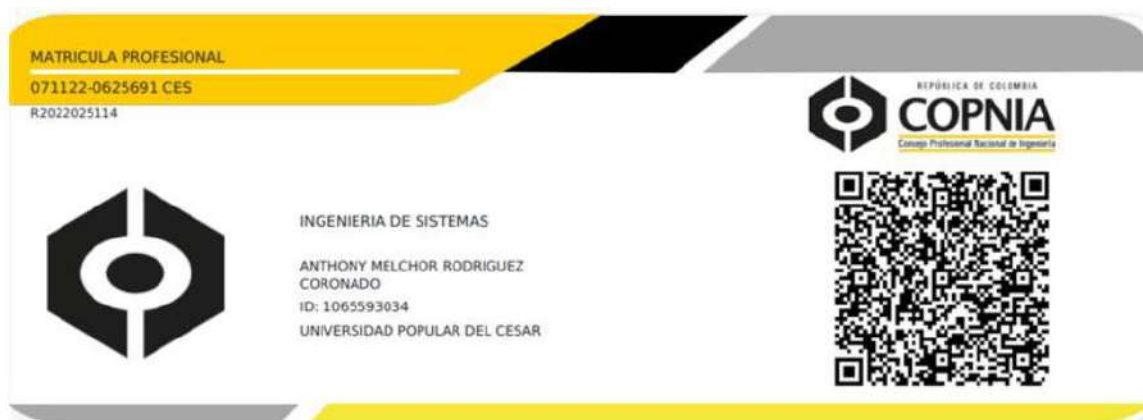 MATRICULA PROFESIONAL
071122-0625691 CES
R2022025114
REPÚBLICA DE COLOMBIA
COPNIA
Consejo Profesional Nacional de Ingeniería
INGENIERIA DE SISTEMAS
ANTHONY MELCHOR RODRIGUEZ
CORONADO
ID: 1065593034
UNIVERSIDAD POPULAR DEL CESAR